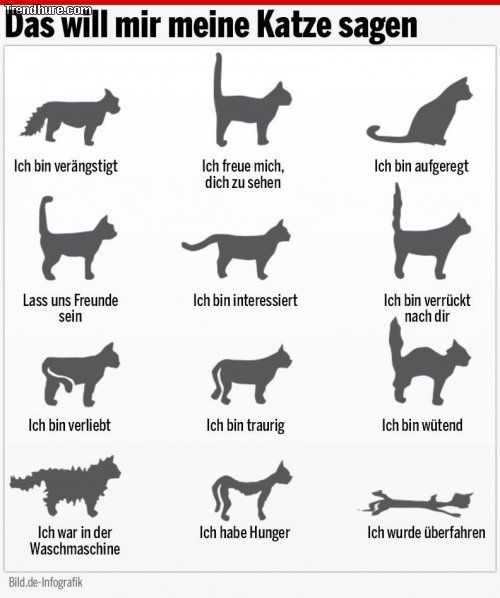 Trendhure.com
Das will mir meine Katze sagen
Ich bin verängstigt
Ich freue mich,
dich zu sehen
Ich bin aufgeregt
Lass uns Freunde
sein
Ich bin interessiert
Ich bin verrückt
nach dir
Ich bin verliebt
Ich bin traurig
Ich bin wütend
Ich war in der
Waschmaschine
Ich habe Hunger
Ich wurde überfahren
Bild.de-Infografik